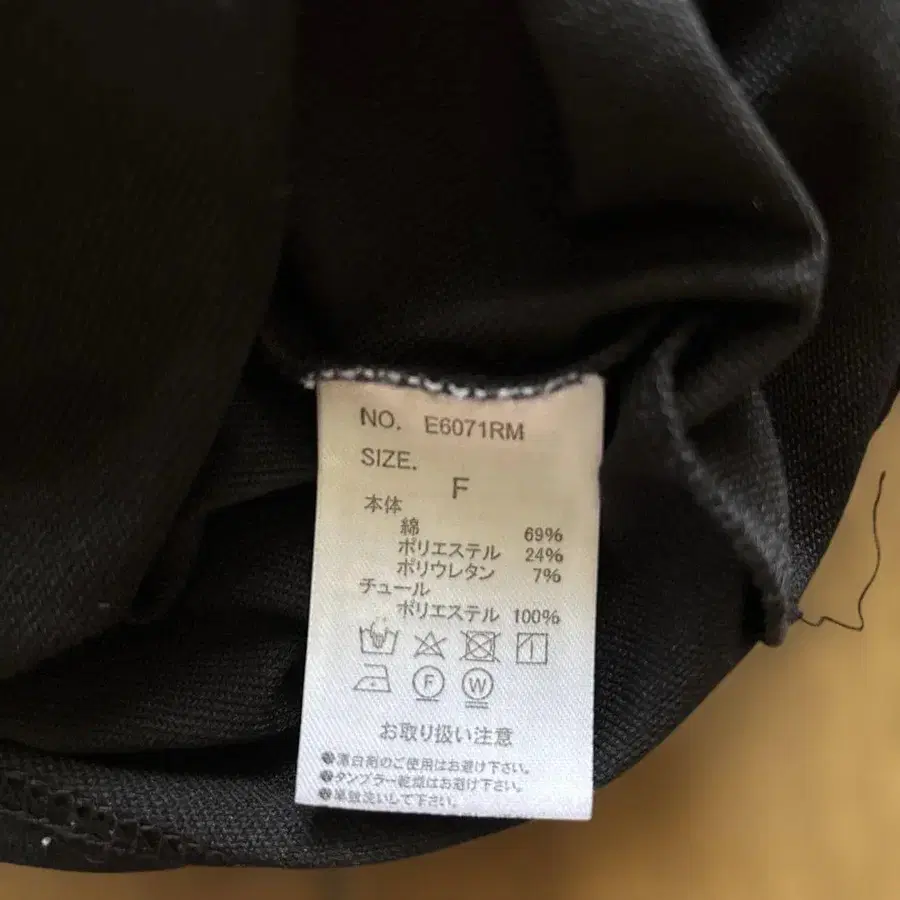 NO. E6071RM
SIZE.
F
本体
綿 69%
ポリエステル 24%
ポリウレタン 7%
チュール
ポリエステル 100%
F W
お取り扱い注意
●漂白剤のご使用はお避け下さい。
●タンブラー乾燥はお避け下さい。
●単独洗いして下さい。